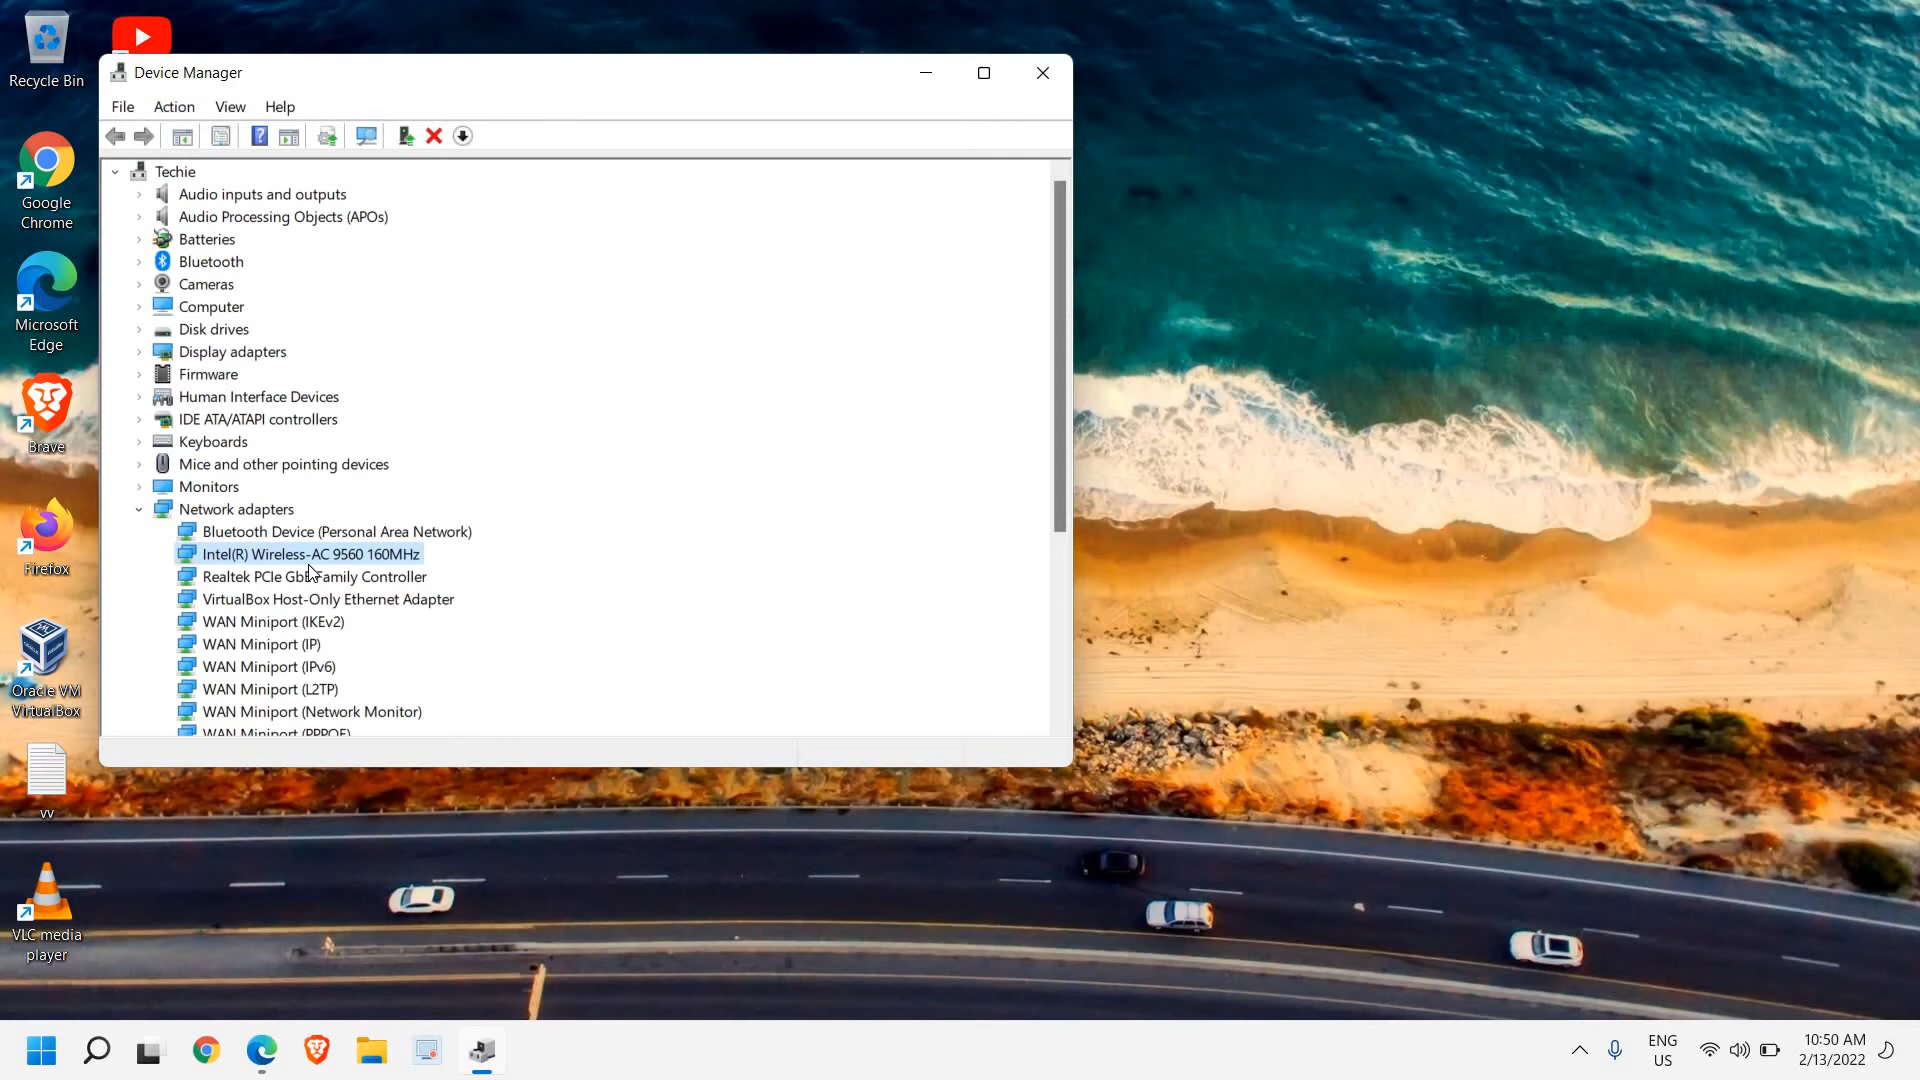 Recycle Bin
Google
Chrome
Microsoft
Edge
Brave
Firefox
Oracle VM
VirtualBox
vv
VLC media
player
Device Manager
File Action View Help
Techie
Audio inputs and outputs
Audio Processing Objects (APOs)
Batteries
Bluetooth
Cameras
Computer
Disk drives
Display adapters
Firmware
Human Interface Devices
IDE ATA/ATAPI controllers
Keyboards
Mice and other pointing devices
Monitors
Network adapters
Bluetooth Device (Personal Area Network)
Intel(R) Wireless-AC 9560 160MHz
Realtek PCIe GbE Family Controller
VirtualBox Host-Only Ethernet Adapter
WAN Miniport (IKEv2)
WAN Miniport (IP)
WAN Miniport (IPv6)
WAN Miniport (L2TP)
WAN Miniport (Network Monitor)
WAN Miniport (PPPOE)
ENG
US
10:50 AM
2/13/2022